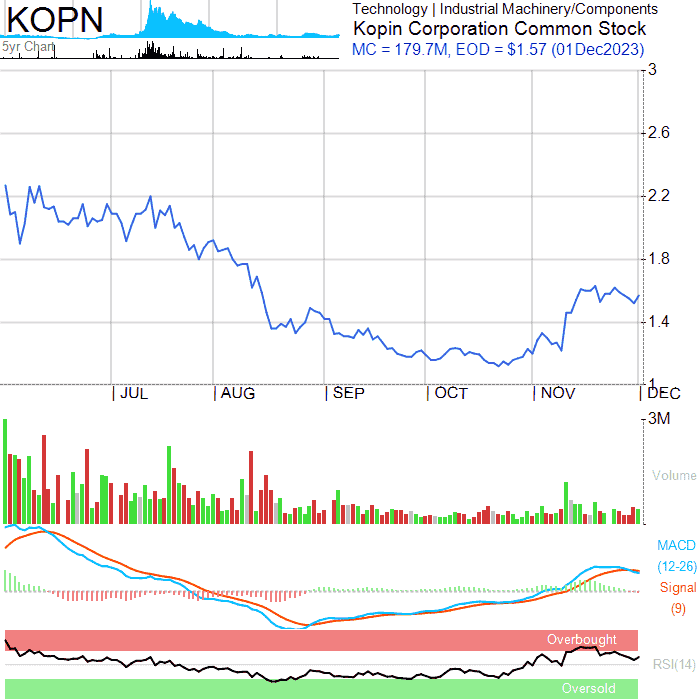 KOPN
5yr Chart
Technology | Industrial Machinery/Components
Kopin Corporation Common Stock
MC = 179.7M, EOD = $1.57 (01Dec2023)
3
2.6
2.2
1.8
1.4
1
| JUL | AUG | SEP | OCT | NOV | DEC
3M
Volume
MACD
(12-26)
Signal
(9)
Overbought
RSI(14)
Oversold